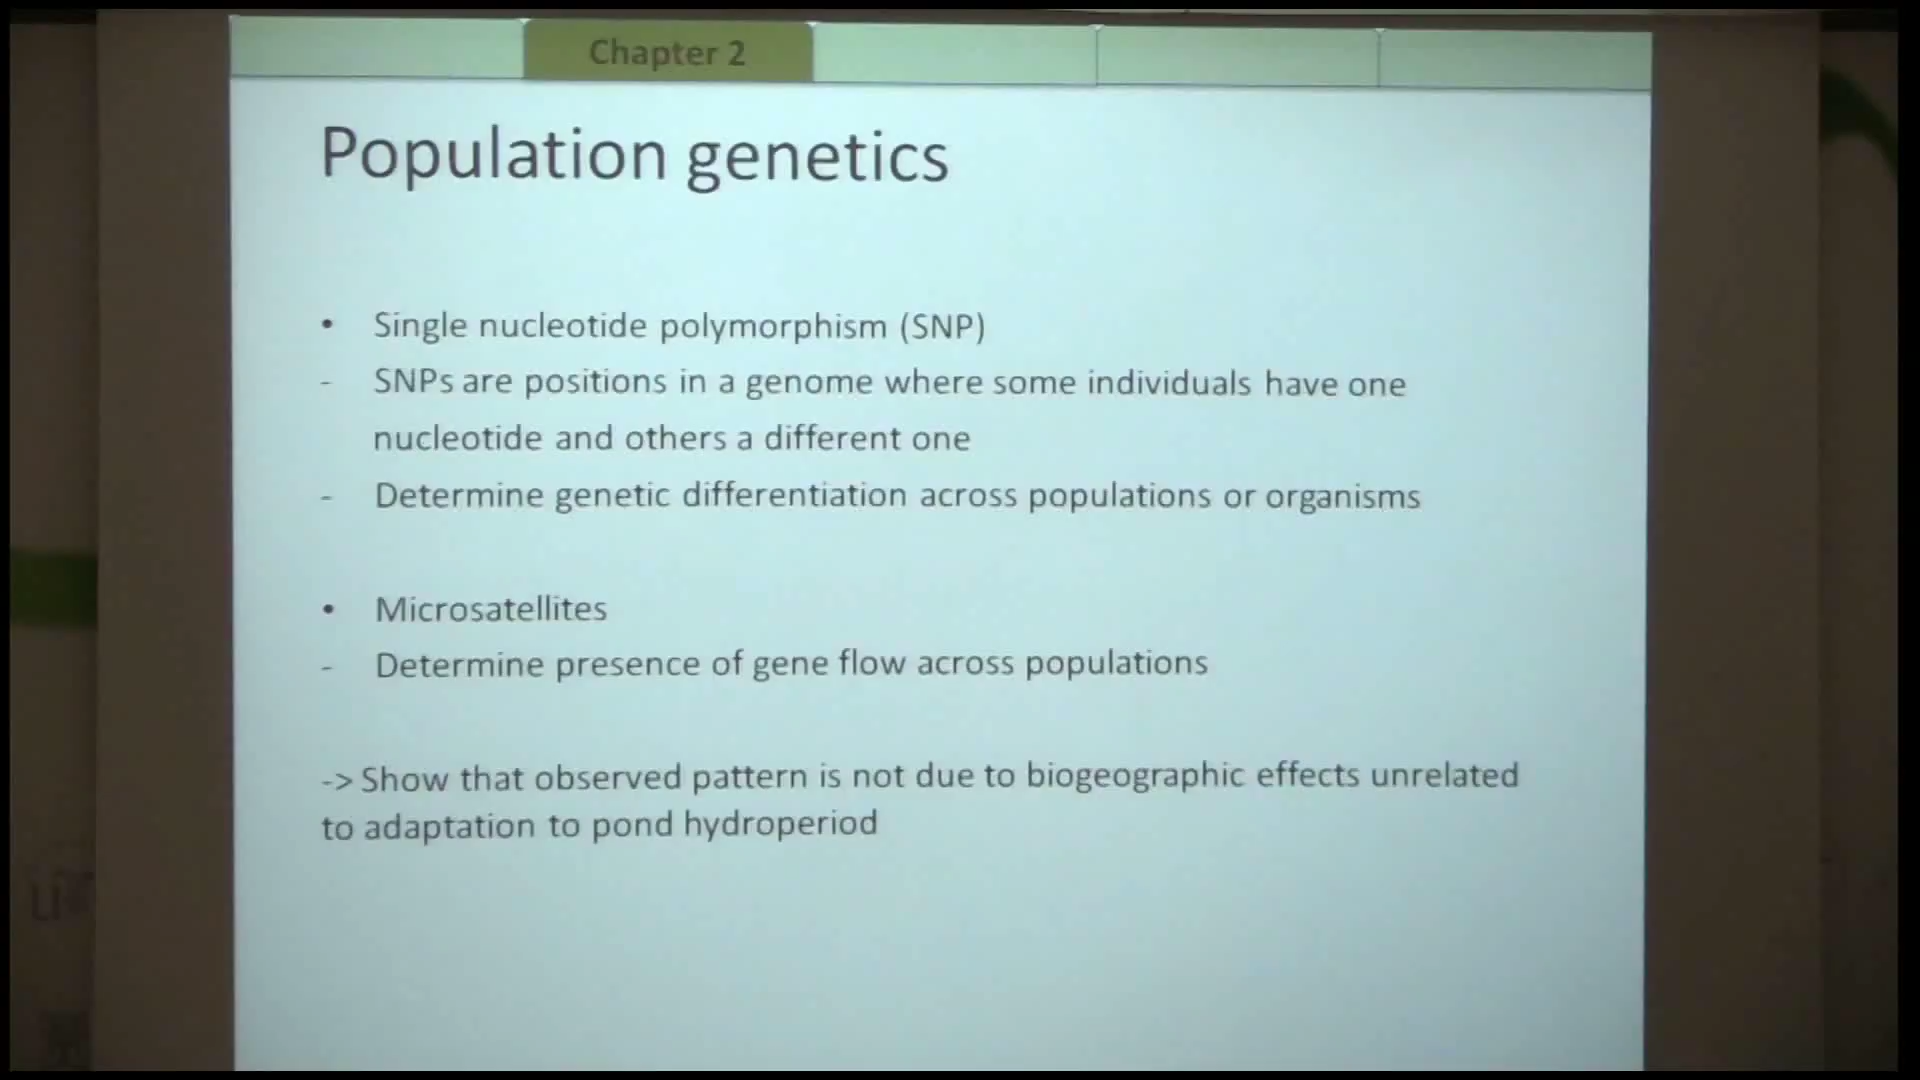 Chapter 2
Population genetics
• Single nucleotide polymorphism (SNP)
- SNPs are positions in a genome where some individuals have one
nucleotide and others a different one
- Determine genetic differentiation across populations or organisms
• Microsatellites
- Determine presence of gene flow across populations
-> Show that observed pattern is not due to biogeographic effects unrelated
to adaptation to pond hydroperiod